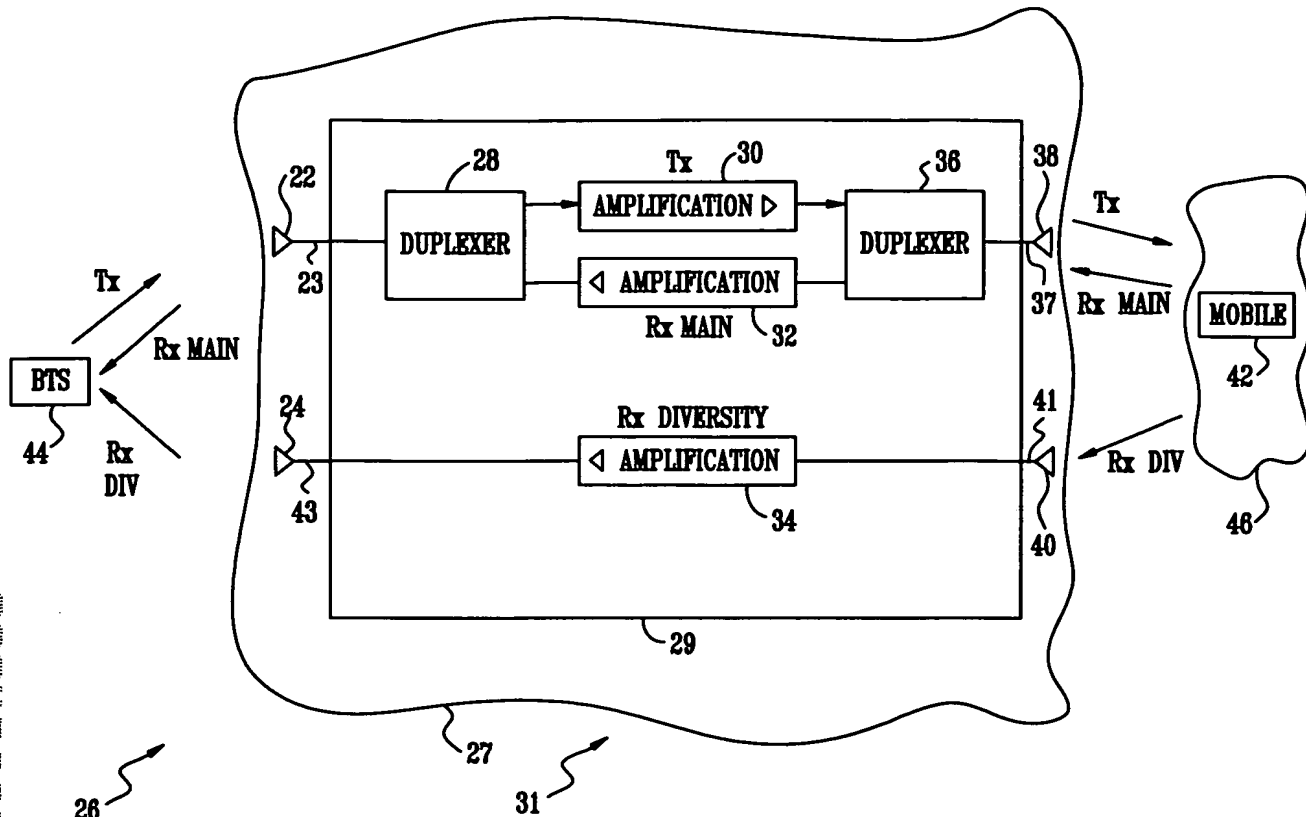 28
Tx
30
36
38
22
AMPLIFICATION
Tx
DUPLEXER
DUPLEXER
23
Tx
AMPLIFICATION
37
Rx MAIN
Rx MAIN
32
Rx MAIN
MOBILE
42
BTS
44
Rx
DIV
24
Rx DIVERSITY
41
AMPLIFICATION
Rx DIV
43
34
40
46
29
27
26
31